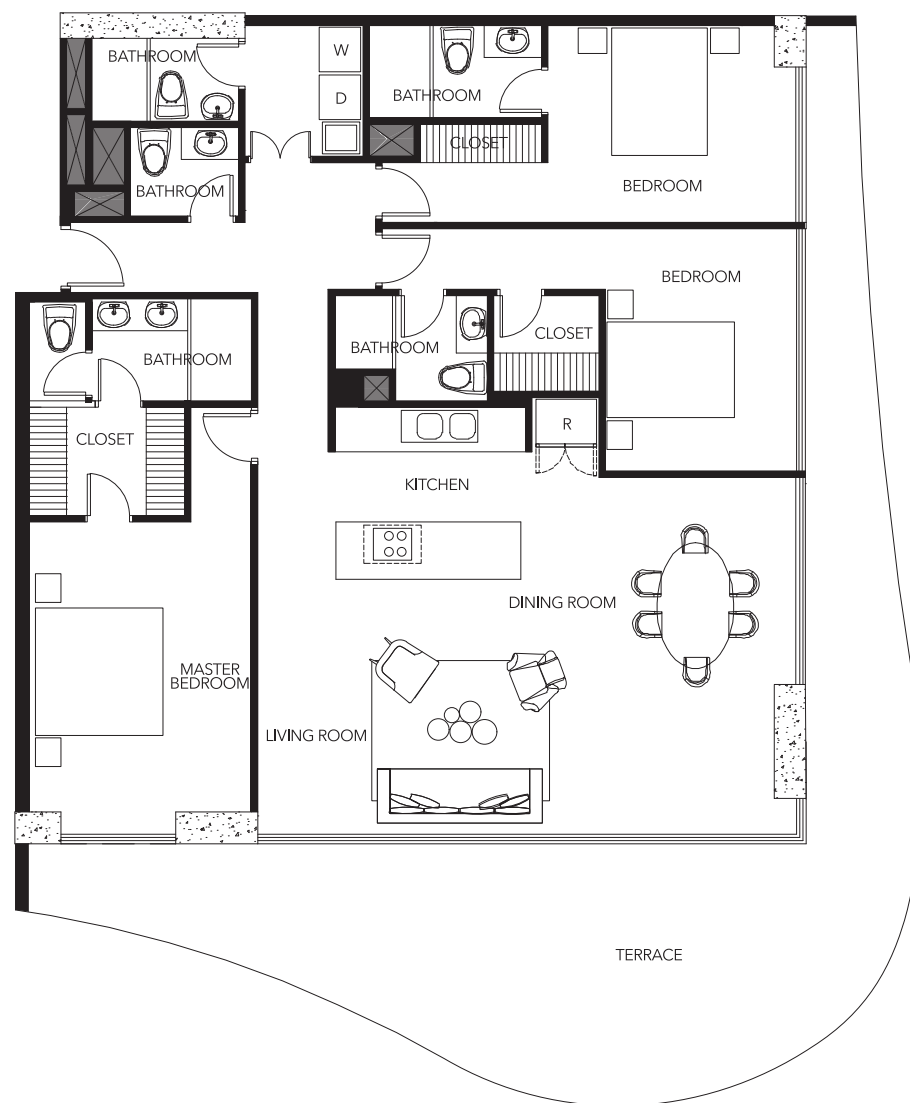 BATHROOM
W
D
BATHROOM
CLOSET
BATHROOM
BEDROOM
BEDROOM
BATHROOM
BATHROOM
CLOSET
CLOSET
R
KITCHEN
DINING ROOM
MASTER
BEDROOM
LIVING ROOM
TERRACE